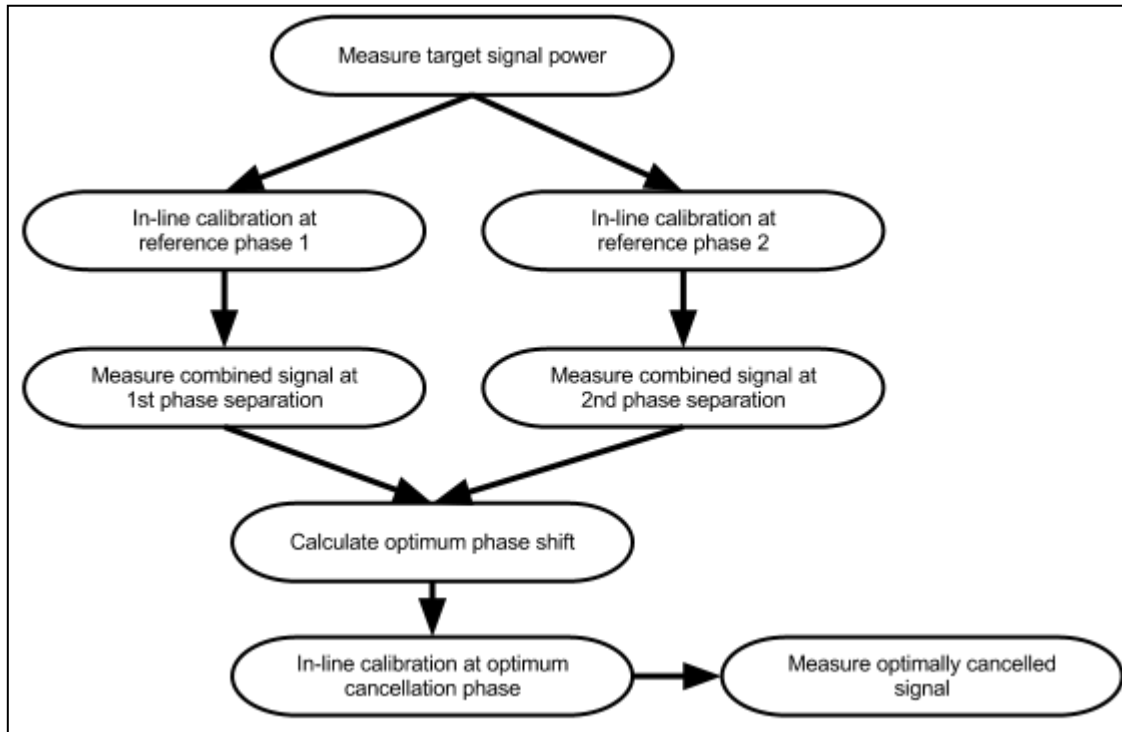 Measure target signal power
In-line calibration at
reference phase 1
In-line calibration at
reference phase 2
Measure combined signal at
1st phase separation
Measure combined signal at
2nd phase separation
Calculate optimum phase shift
In-line calibration at optimum
cancellation phase
Measure optimally cancelled
signal